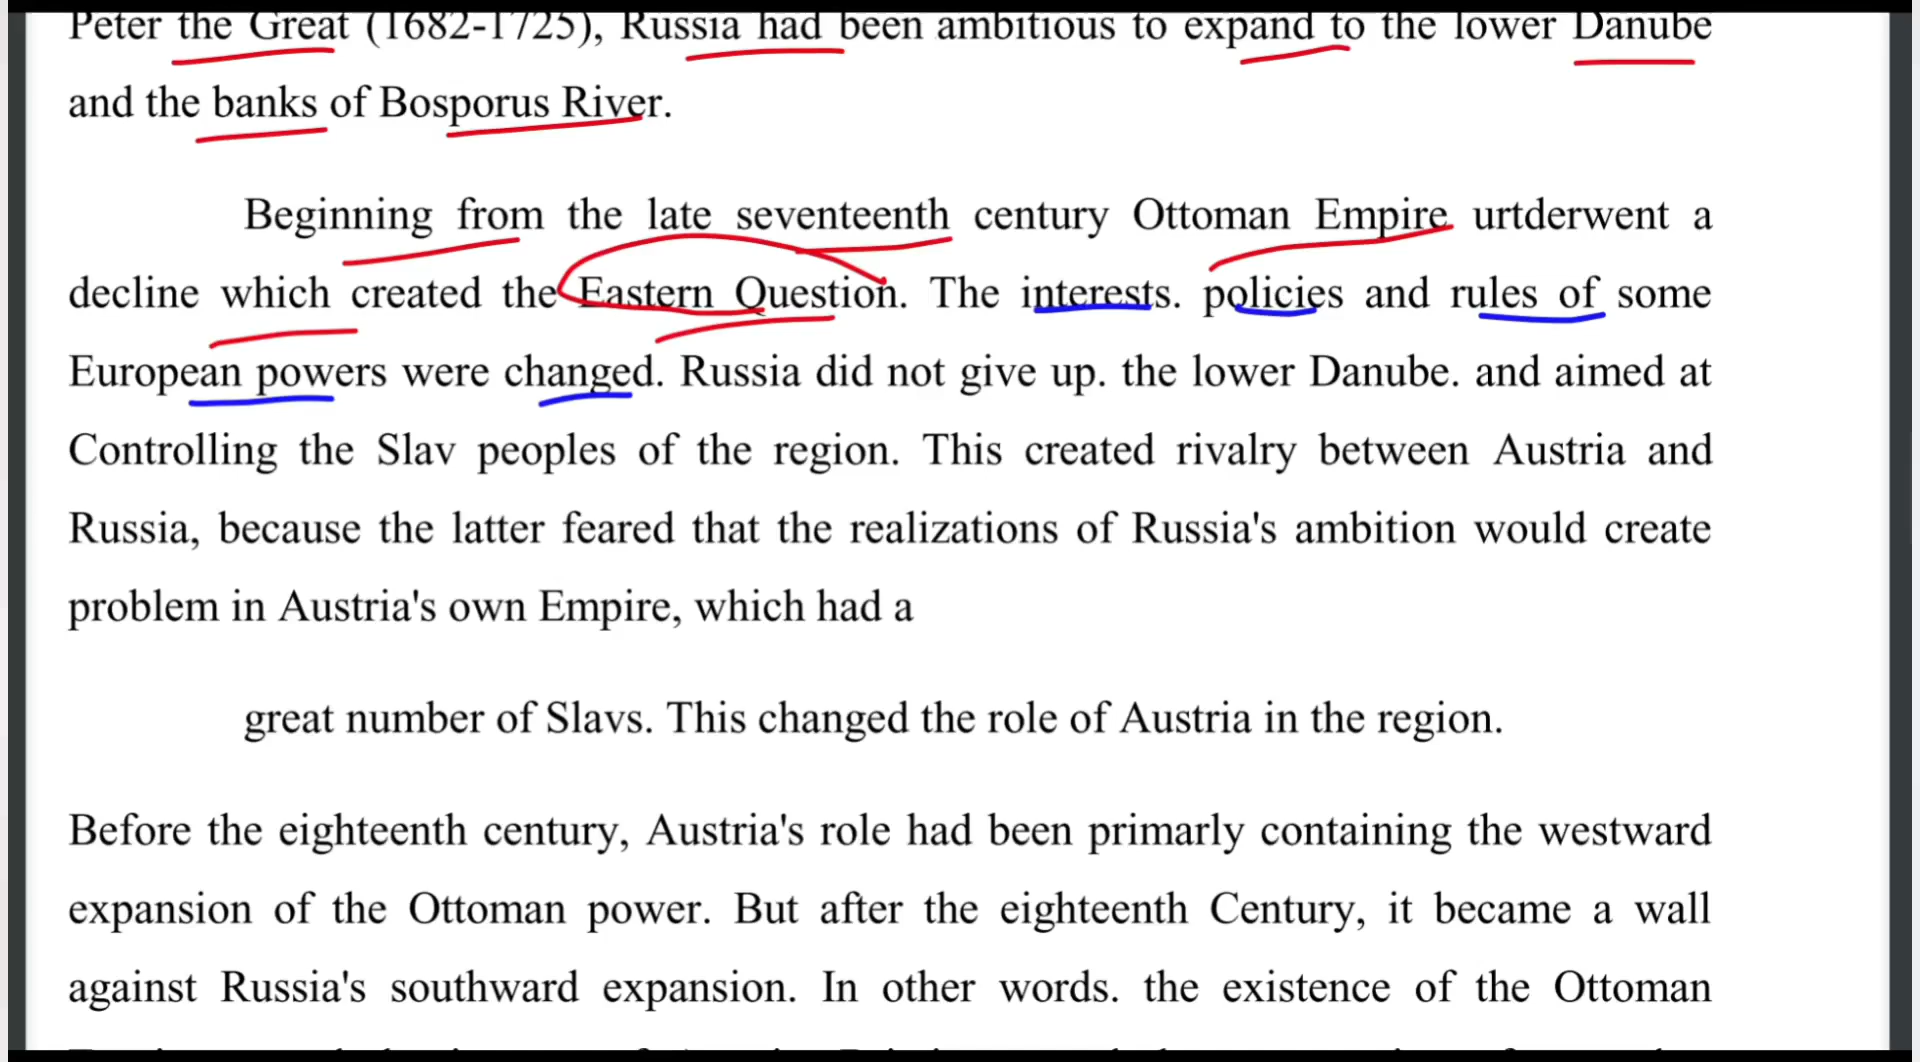 Peter the Great (1682-1725), Russia had been ambitious to expand to the lower Danube
and the banks of Bosporus River.
Beginning from the late seventeenth century Ottoman Empire urtderwent a
decline which created the Eastern Question. The interests. policies and rules of some
European powers were changed. Russia did not give up. the lower Danube. and aimed at
Controlling the Slav peoples of the region. This created rivalry between Austria and
Russia, because the latter feared that the realizations of Russia's ambition would create
problem in Austria's own Empire, which had a
great number of Slavs. This changed the role of Austria in the region.
Before the eighteenth century, Austria's role had been primarly containing the westward
expansion of the Ottoman power. But after the eighteenth Century, it became a wall
against Russia's southward expansion. In other words. the existence of the Ottoman